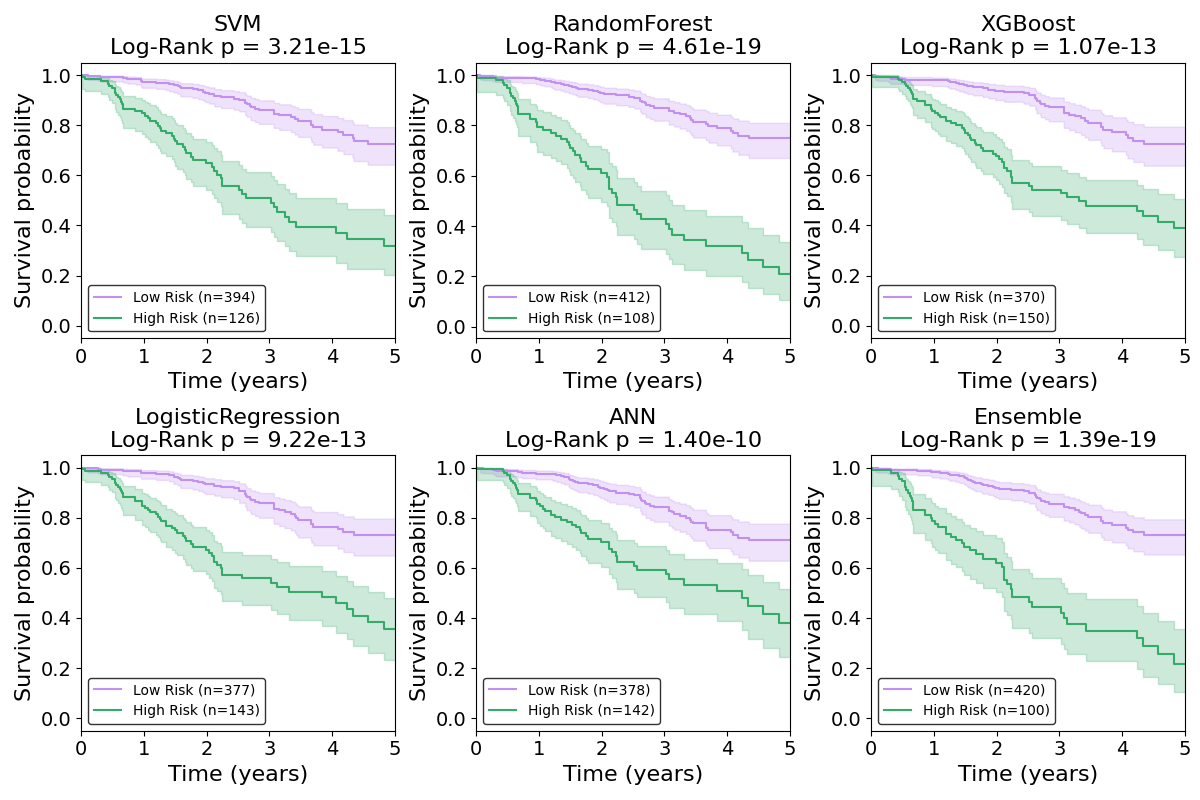 SVM
Log-Rank p = 3.21e-15
Survival probability
1.0
0.8
0.6
0.4
0.2
0.0
Low Risk (n=394)
High Risk (n=126)
0 1 2 3 4 5
Time (years)
RandomForest
Log-Rank p = 4.61e-19
Survival probability
1.0
0.8
0.6
0.4
0.2
0.0
Low Risk (n=412)
High Risk (n=108)
0 1 2 3 4 5
Time (years)
XGBoost
Log-Rank p = 1.07e-13
Survival probability
1.0
0.8
0.6
0.4
0.2
0.0
Low Risk (n=370)
High Risk (n=150)
0 1 2 3 4 5
Time (years)
LogisticRegression
Log-Rank p = 9.22e-13
Survival probability
1.0
0.8
0.6
0.4
0.2
0.0
Low Risk (n=377)
High Risk (n=143)
0 1 2 3 4 5
Time (years)
ANN
Log-Rank p = 1.40e-10
Survival probability
1.0
0.8
0.6
0.4
0.2
0.0
Low Risk (n=378)
High Risk (n=142)
0 1 2 3 4 5
Time (years)
Ensemble
Log-Rank p = 1.39e-19
Survival probability
1.0
0.8
0.6
0.4
0.2
0.0
Low Risk (n=420)
High Risk (n=100)
0 1 2 3 4 5
Time (years)